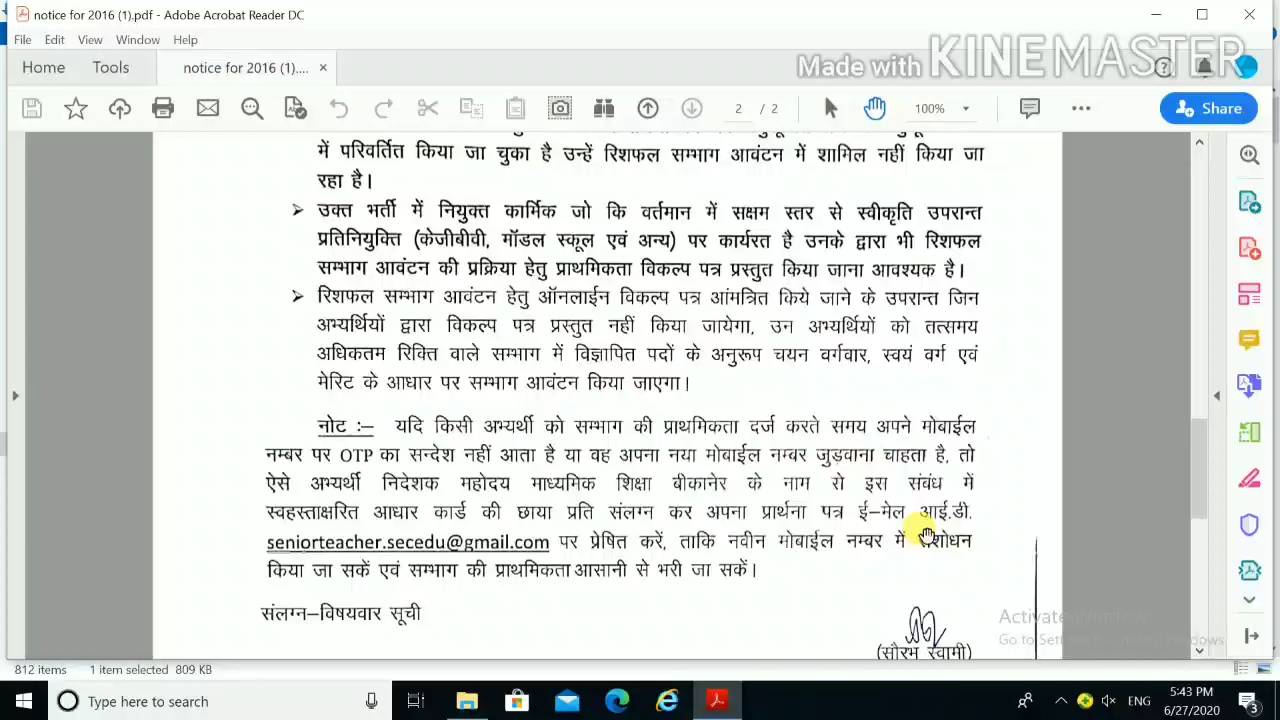 notice for 2016 (1).pdf - Adobe Acrobat Reader DC
File Edit View Window Help
Made with KINEMASTER
Home Tools notice for 2016 (1)....
2 / 2 100% Share
में परिवर्तित किया जा चुका है उन्हें रिशफल सम्भाग आवंटन में शामिल नहीं किया जा
रहा है।
➢ उक्त भर्ती में नियुक्त कार्मिक जो कि वर्तमान में सक्षम स्तर से स्वीकृति उपरान्त
प्रतिनियुक्ति (केजीबीवी, मॉडल स्कूल एवं अन्य) पर कार्यरत है उनके द्वारा भी रिशफल
सम्भाग आवंटन की प्रक्रिया हेतु प्राथमिकता विकल्प पत्र प्रस्तुत किया जाना आवश्यक है।
➢ रिशफल सम्भाग आवंटन हेतु ऑनलाईन विकल्प पत्र आंमत्रित किये जाने के उपरान्त जिन
अभ्यर्थियों द्वारा विकल्प पत्र प्रस्तुत नहीं किया जायेगा, उन अभ्यर्थियों को तत्समय
अधिकतम रिक्ति वाले सम्भाग में विज्ञापित पदों के अनुरूप चयन वर्गवार, स्वयं वर्ग एवं
मेरिट के आधार पर सम्भाग आवंटन किया जाएगा।
नोट :– यदि किसी अभ्यर्थी को सम्भाग की प्राथमिकता दर्ज करते समय अपने मोबाईल
नम्बर पर OTP का सन्देश नहीं आता है या वह अपना नया मोबाईल नम्बर जुड़वाना चाहता है, तो
ऐसे अभ्यर्थी निदेशक महोदय माध्यमिक शिक्षा बीकानेर के नाम से इस संबंध में
स्वहस्ताक्षरित आधार कार्ड की छाया प्रति संलग्न कर अपना प्रार्थना पत्र ई–मेल आई.डी.
seniorteacher.secedu@gmail.com पर प्रेषित करें, ताकि नवीन मोबाईल नम्बर में संशोधन
किया जा सकें एवं सम्भाग की प्राथमिकता आसानी से भरी जा सकें।
संलग्न–विषयवार सूची
Activate Windows
(सौरभ स्वामी)
812 items 1 item selected 809 KB
Type here to search
ENG 5:43 PM
6/27/2020 3